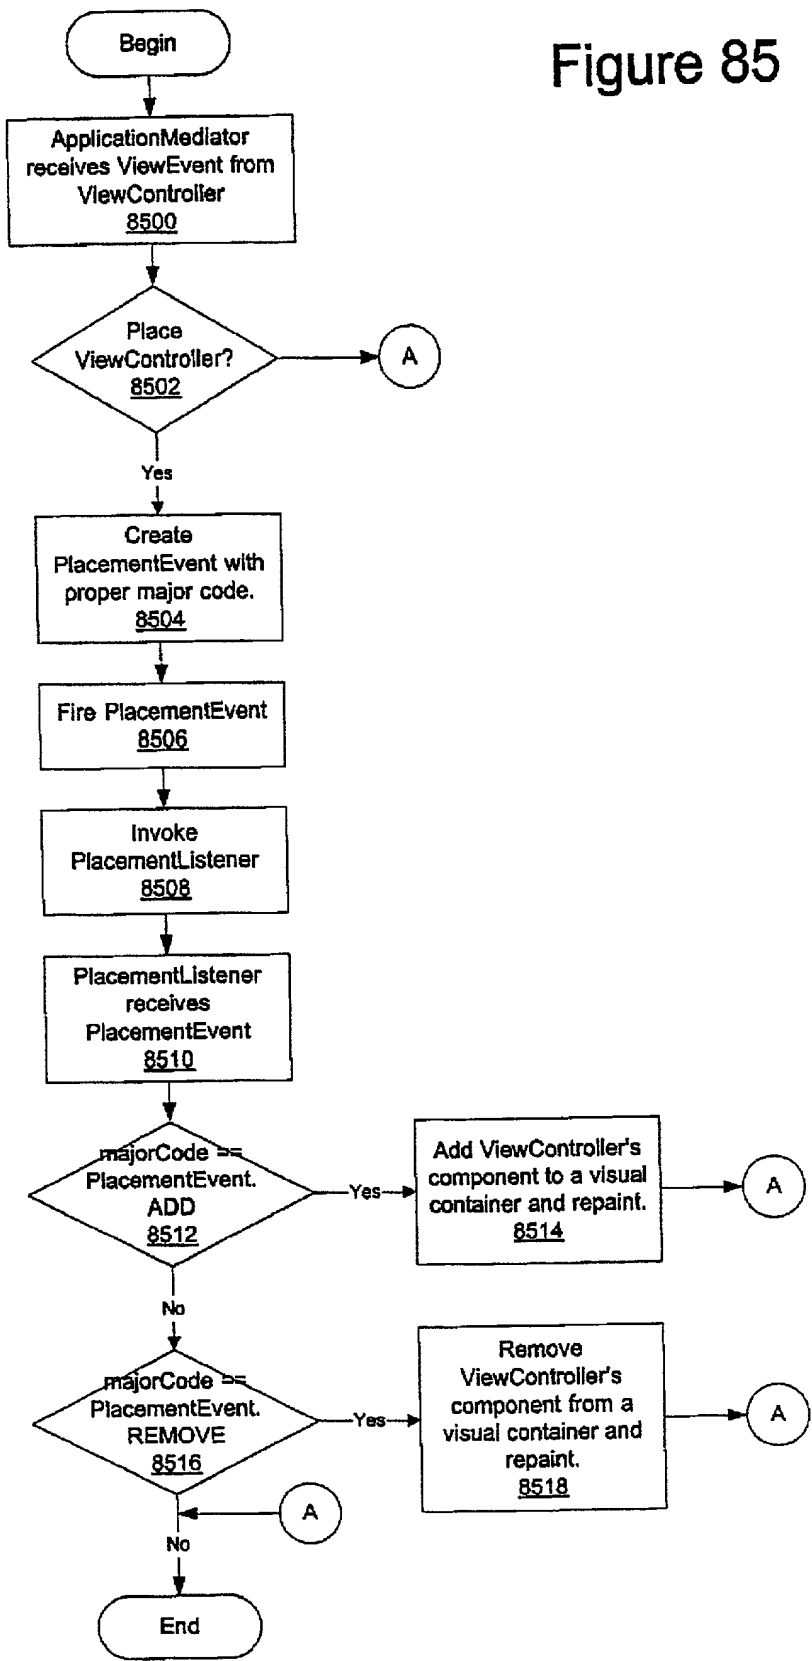 Figure 85
Begin
ApplicationMediator
receives ViewEvent from
ViewController
8500
Place
ViewController?
8502
A
Yes
Create
PlacementEvent with
proper major code.
8504
Fire PlacementEvent
8506
Invoke
PlacementListener
8508
PlacementListener
receives
PlacementEvent
8510
majorCode ==
PlacementEvent.
ADD
8512
Yes
Add ViewController's
component to a visual
container and repaint.
8514
A
No
majorCode ==
PlacementEvent.
REMOVE
8516
Yes
Remove
ViewController's
component from a
visual container and
repaint.
8518
A
A
No
End